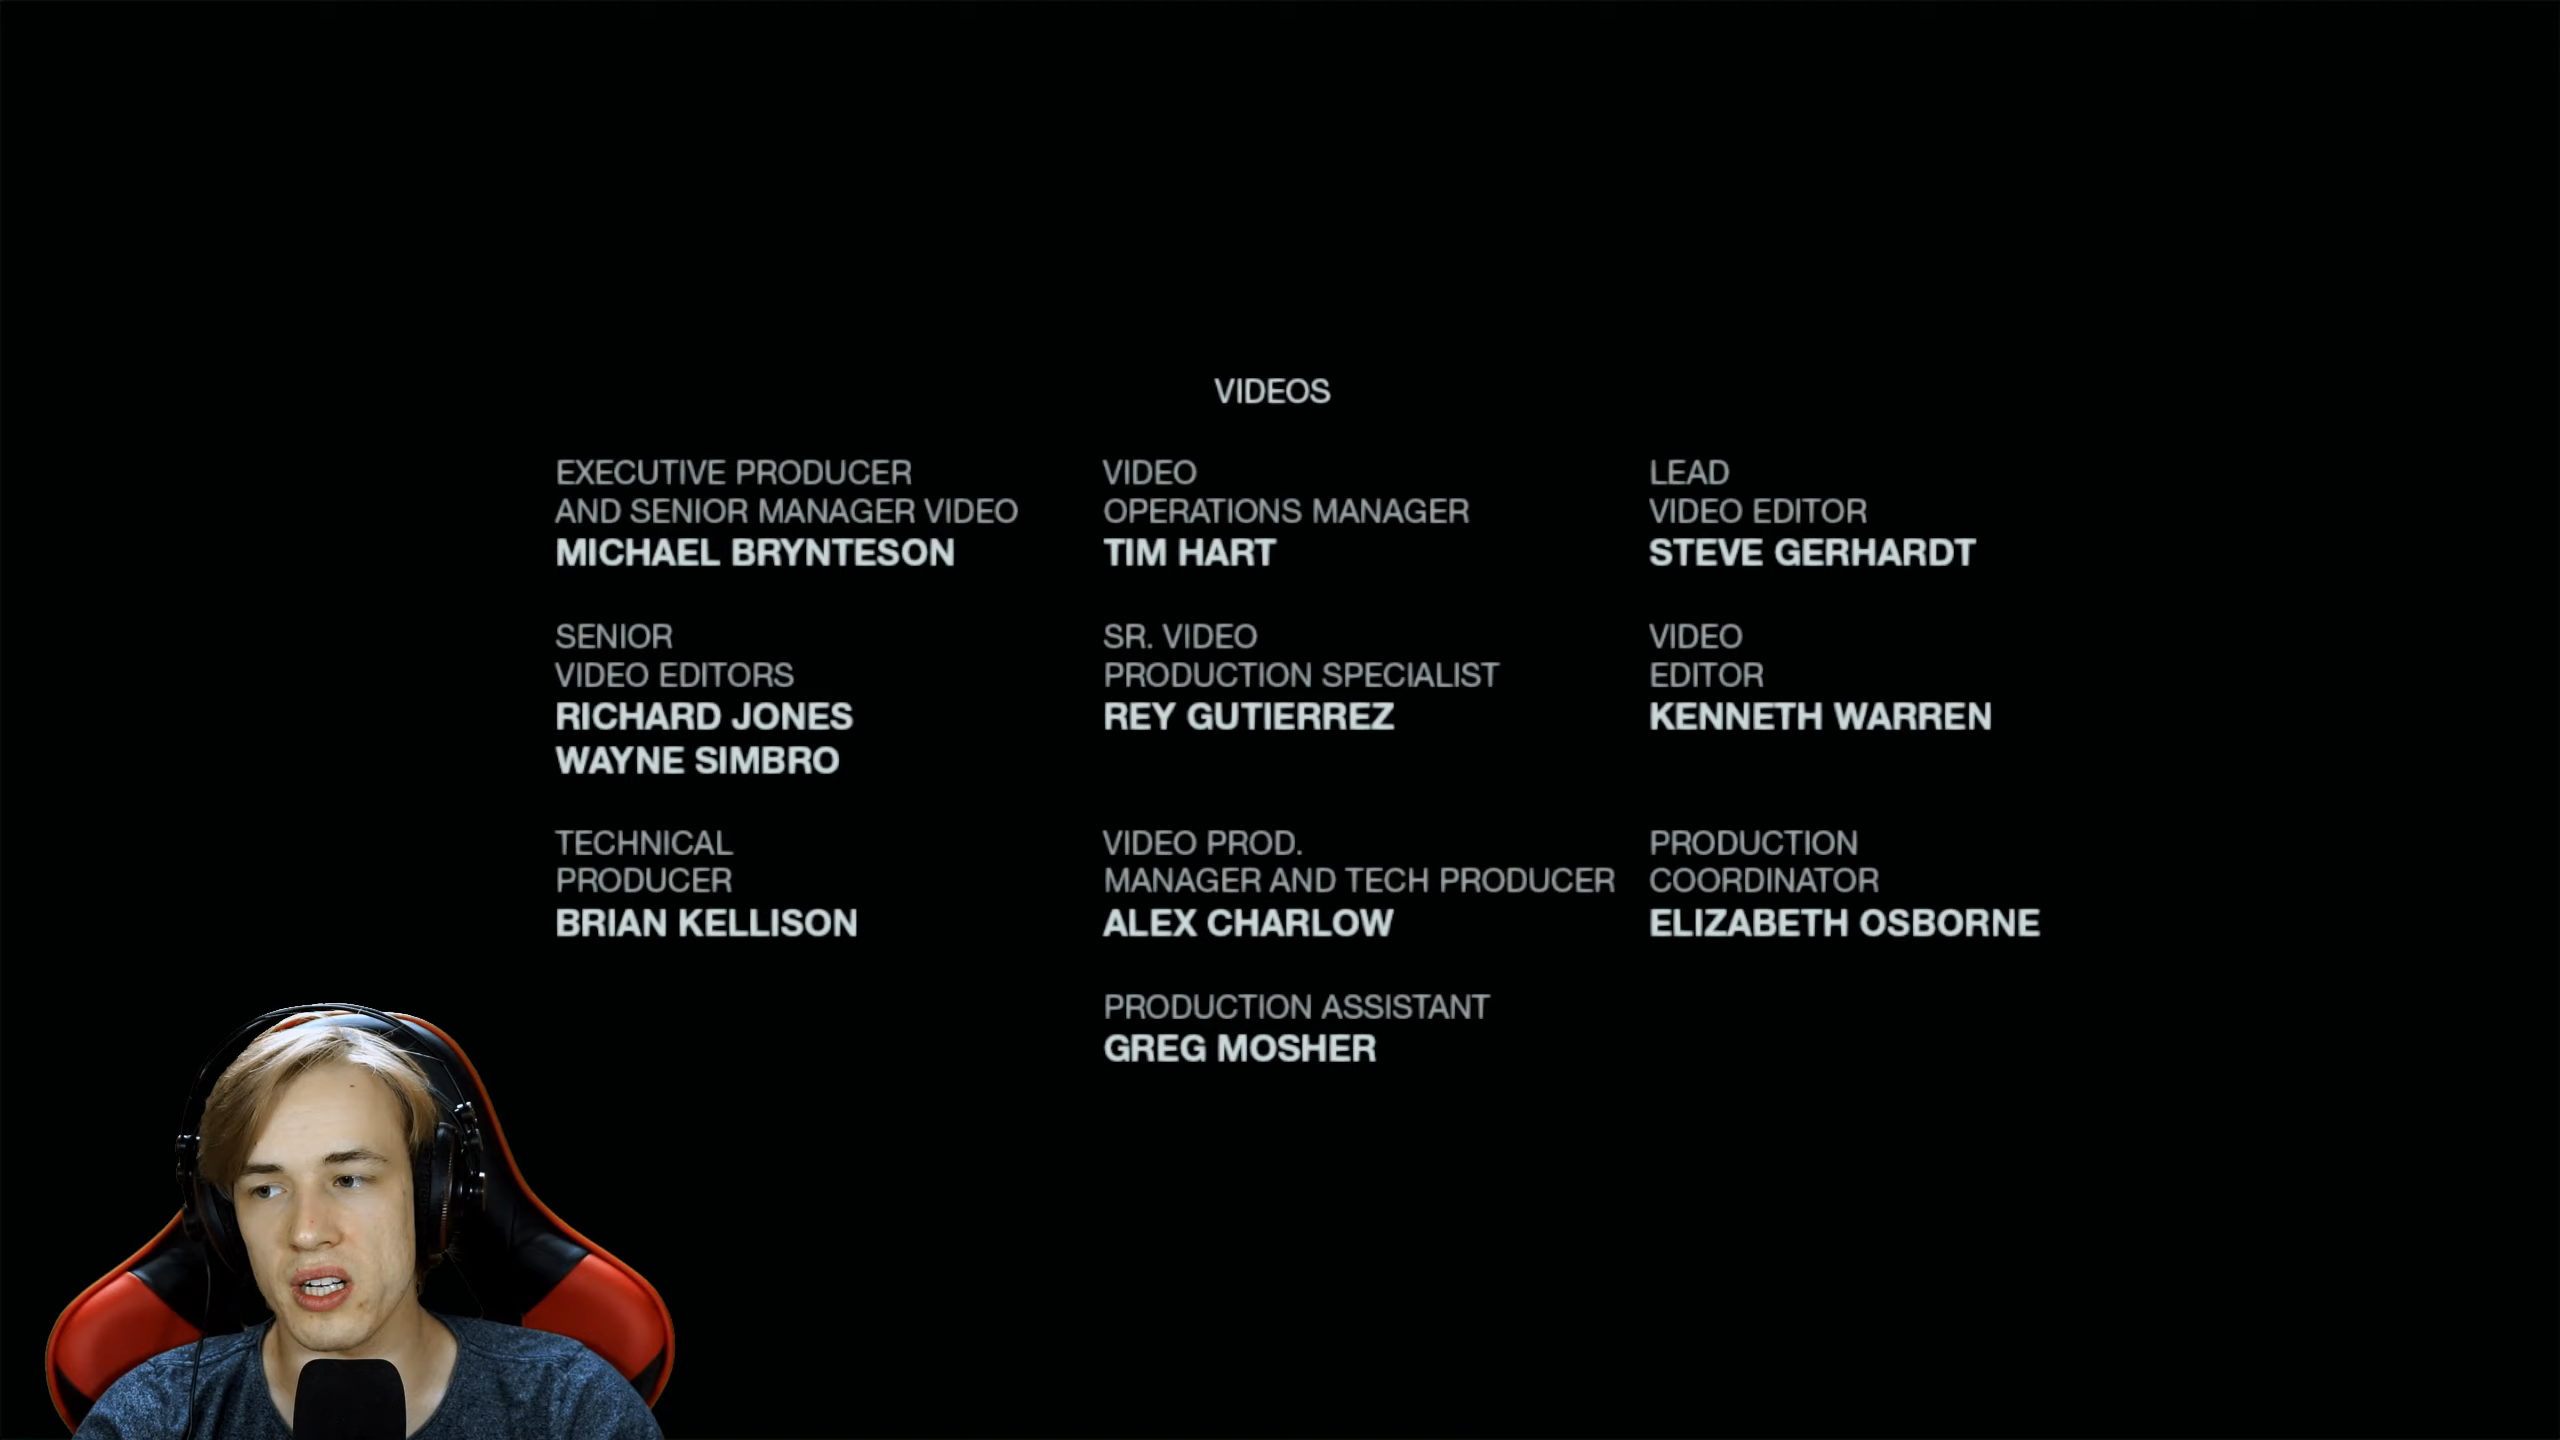 VIDEOS
EXECUTIVE PRODUCER
AND SENIOR MANAGER VIDEO
MICHAEL BRYNTESON
VIDEO
OPERATIONS MANAGER
TIM HART
LEAD
VIDEO EDITOR
STEVE GERHARDT
SENIOR
VIDEO EDITORS
RICHARD JONES
WAYNE SIMBRO
SR. VIDEO
PRODUCTION SPECIALIST
REY GUTIERREZ
VIDEO
EDITOR
KENNETH WARREN
TECHNICAL
PRODUCER
BRIAN KELLISON
VIDEO PROD.
MANAGER AND TECH PRODUCER
ALEX CHARLOW
PRODUCTION
COORDINATOR
ELIZABETH OSBORNE
PRODUCTION ASSISTANT
GREG MOSHER